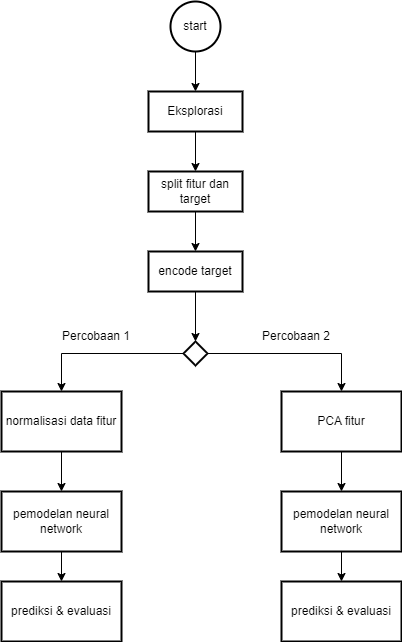 start
Eksplorasi
split fitur dan
target
encode target
Percobaan 1
Percobaan 2
normalisasi data fitur
PCA fitur
pemodelan neural
network
pemodelan neural
network
prediksi & evaluasi
prediksi & evaluasi